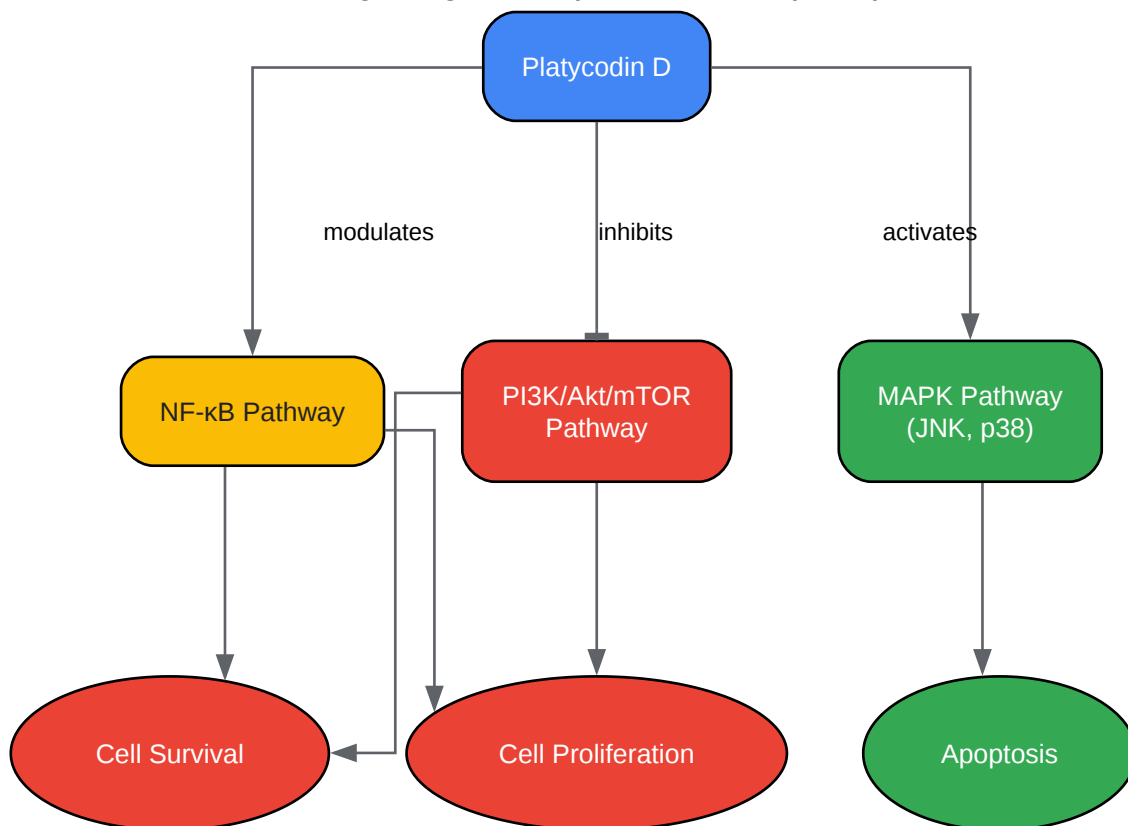 Platycodin D
modulates
inhibits
activates
NF-κB Pathway
PI3K/Akt/mTOR
Pathway
MAPK Pathway
(JNK, p38)
Cell Survival
Cell Proliferation
Apoptosis